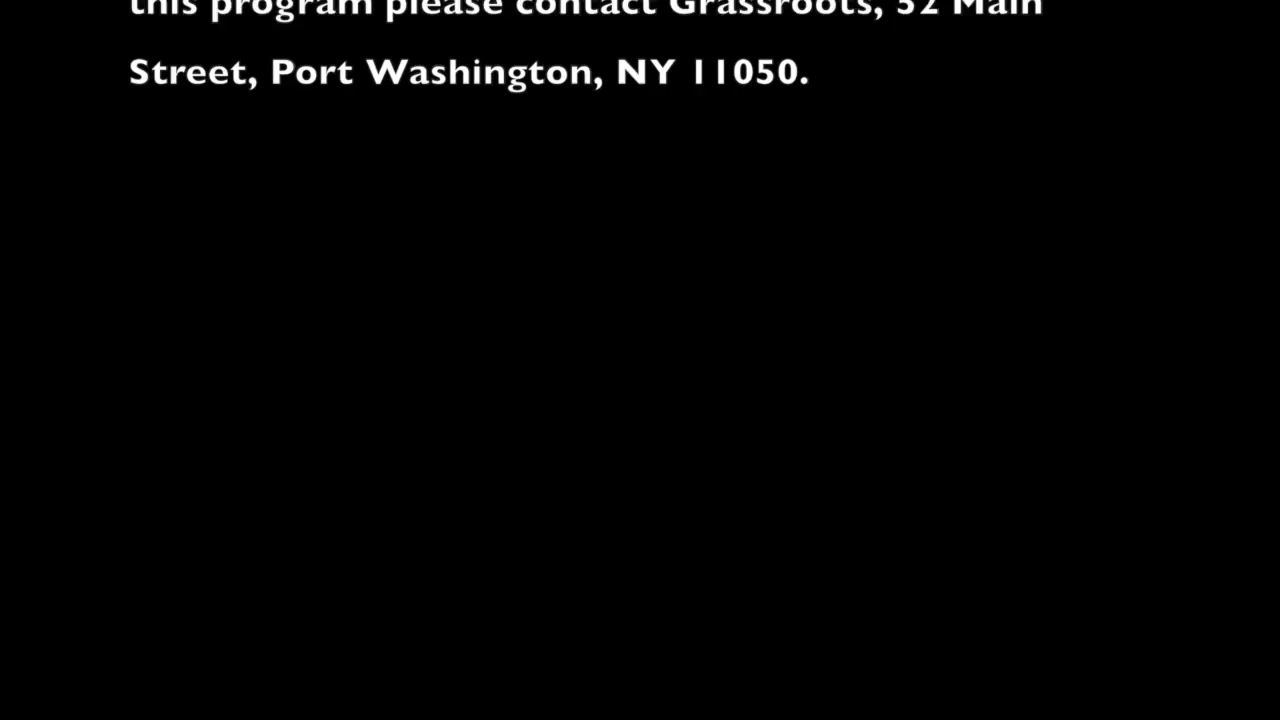 this program please contact Grassroots, 52 Main
Street, Port Washington, NY 11050.